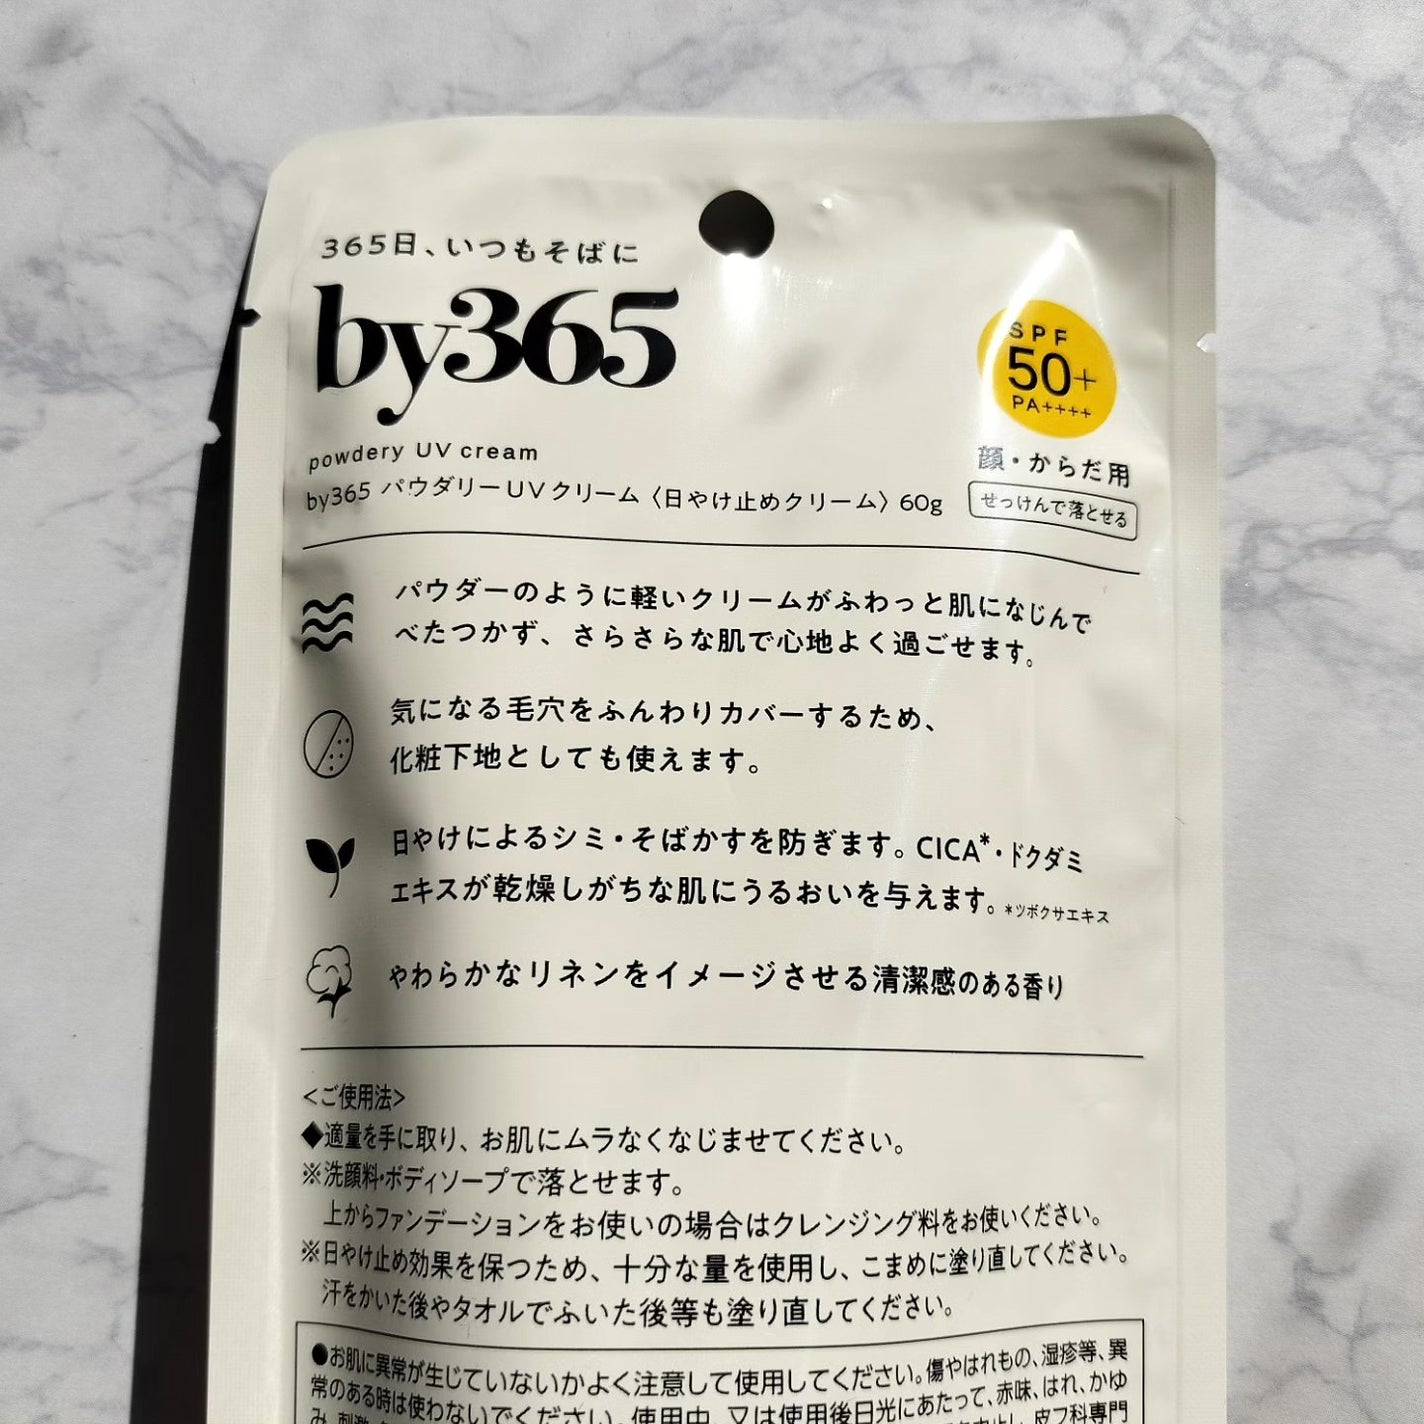 365日、いつもそばに
by365
powdery UV cream
by365 パウダリーUVクリーム〈日やけ止めクリーム〉60g
SPF
50+
PA++++
顔・からだ用
せっけんで落とせる
パウダーのように軽いクリームがふわっと肌になじんで
べたつかず、さらさらな肌で心地よく過ごせます。
気になる毛穴をふんわりカバーするため、
化粧下地としても使えます。
日やけによるシミ・そばかすを防ぎます。CICA*・ドクダミ
エキスが乾燥しがちな肌にうるおいを与えます。*ツボクサエキス
やわらかなリネンをイメージさせる清潔感のある香り
<ご使用法>
◆適量を手に取り、お肌にムラなくなじませてください。
※洗顔料・ボディソープで落とせます。
上からファンデーションをお使いの場合はクレンジング料をお使いください。
※日やけ止め効果を保つため、十分な量を使用し、こまめに塗り直してください。
汗をかいた後やタオルでふいた後等も塗り直してください。
●お肌に異常が生じていないかよく注意して使用してください。傷やはれもの、湿疹等、異
常のある時は使わないでください。使用中、又は使用後日光にあたって、赤味、はれ、かゆ
皮フ科専門